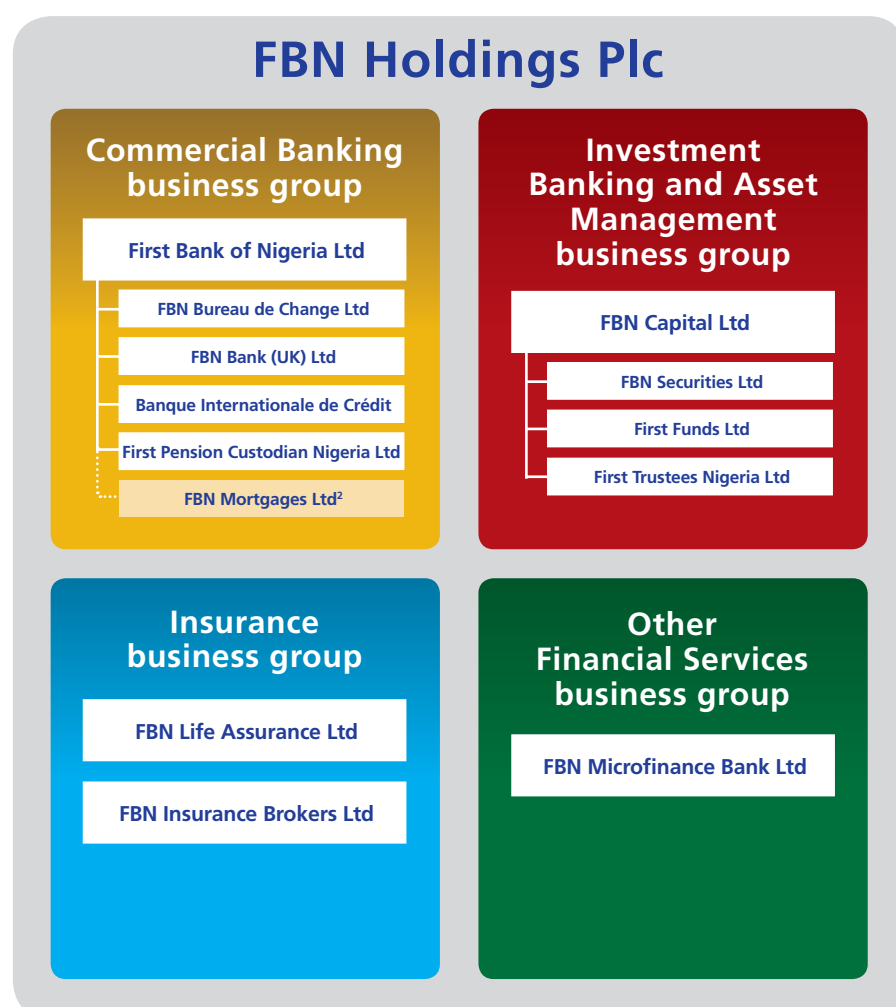 FBN Holdings Plc
Commercial Banking
business group
First Bank of Nigeria Ltd
FBN Bureau de Change Ltd
FBN Bank (UK) Ltd
Banque Internationale de Crédit
First Pension Custodian Nigeria Ltd
FBN Mortgages Ltd²
Investment
Banking and Asset
Management
business group
FBN Capital Ltd
FBN Securities Ltd
First Funds Ltd
First Trustees Nigeria Ltd
Insurance
business group
FBN Life Assurance Ltd
FBN Insurance Brokers Ltd
Other
Financial Services
business group
FBN Microfinance Bank Ltd